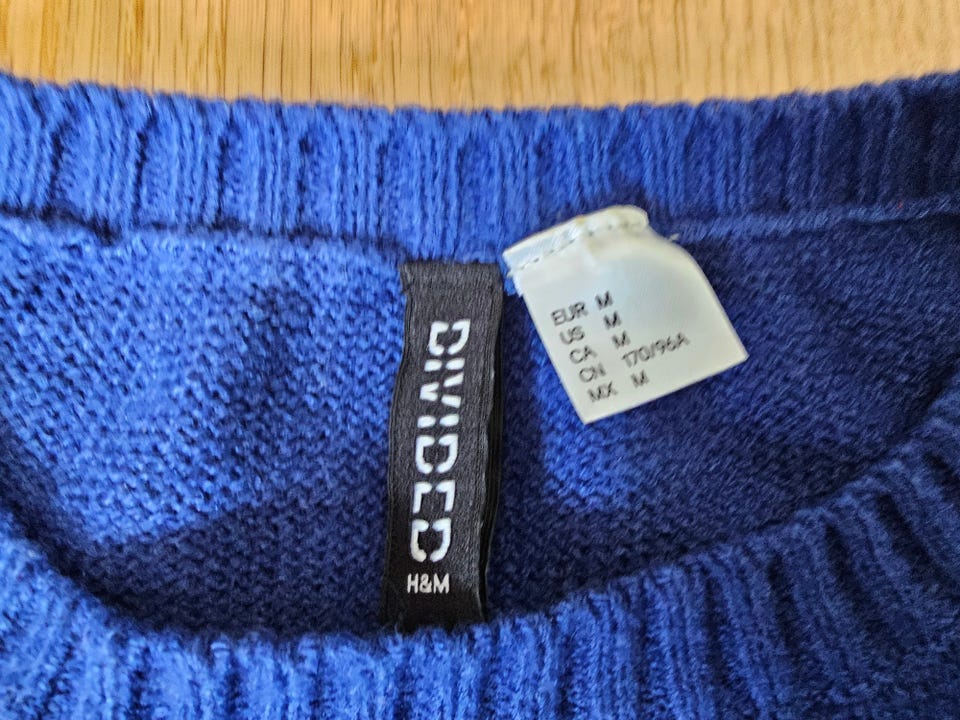 DIVIDED
H&M
EUR M
US M
CA M
CN 170/96A
MX M